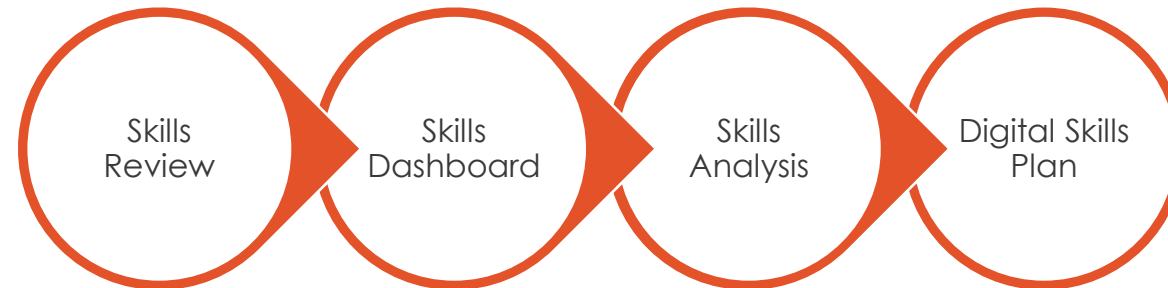 Skills
Review
Skills
Dashboard
Skills
Analysis
Digital Skills
Plan